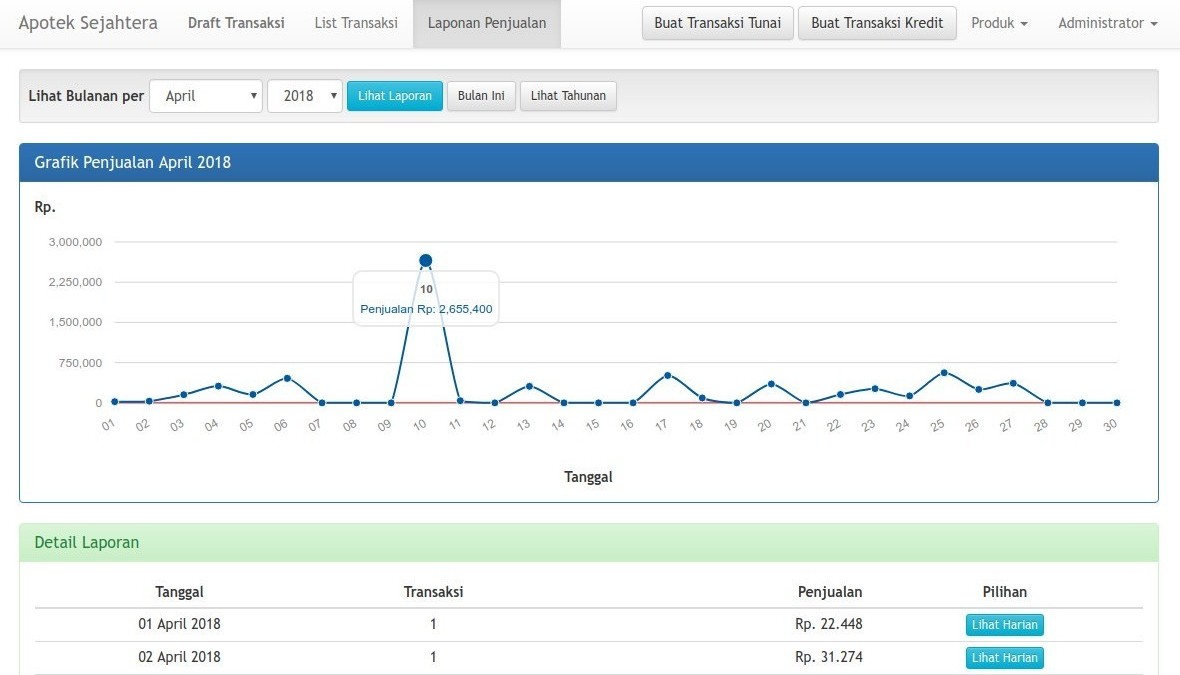 Apotek Sejahtera Draft Transaksi List Transaksi Laponan Penjualan Buat Transaksi Tunai Buat Transaksi Kredit Produk Administrator
Lihat Bulanan per April 2018 Lihat Laporan Bulan Ini Lihat Tahunan
Grafik Penjualan April 2018
Rp.
3,000,000
2,250,000
1,500,000
750,000
0
10
Penjualan Rp: 2,655,400
01 02 03 04 05 06 07 08 09 10 11 12 13 14 15 16 17 18 19 20 21 22 23 24 25 26 27 28 29 30
Tanggal
Detail Laporan
Tanggal Transaksi Penjualan Pilihan
01 April 2018 1 Rp. 22.448 Lihat Harian
02 April 2018 1 Rp. 31.274 Lihat Harian